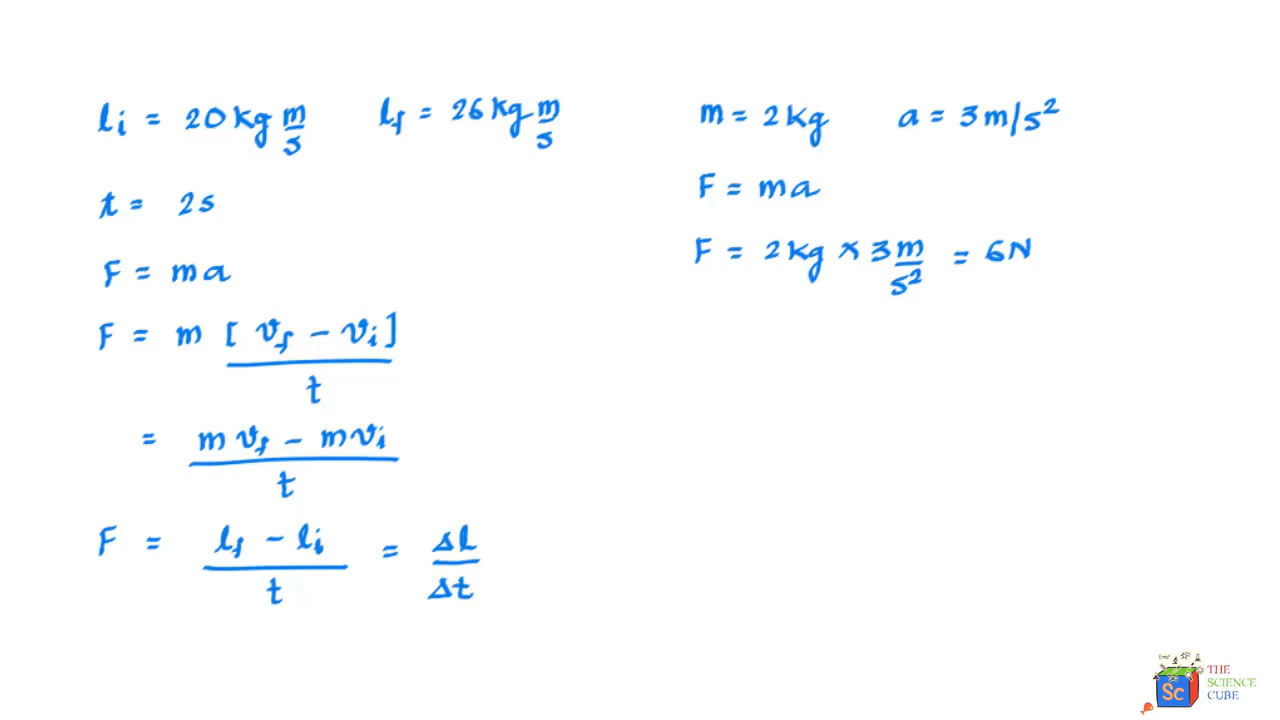 li = 20 kg m/s    lf = 26 kg m/s
t = 2s
F = ma
F = m [vf - vi]/t
= mvf - mvi/t
F = lf - li/t = Δl/Δt
m = 2 kg    a = 3 m/s²
F = ma
F = 2 kg × 3 m/s² = 6N
Sc
THE
SCIENCE
CUBE